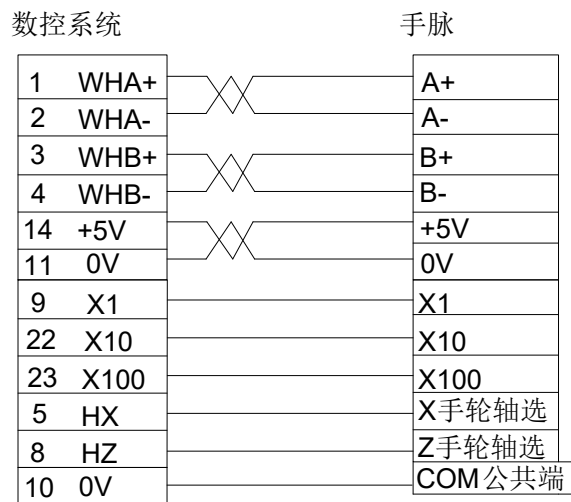 数控系统 手脉
1 WHA+ A+
2 WHA- A-
3 WHB+ B+
4 WHB- B-
14 +5V +5V
11 0V 0V
9 X1 X1
22 X10 X10
23 X100 X100
5 HX X手轮轴选
8 HZ Z手轮轴选
10 0V COM公共端